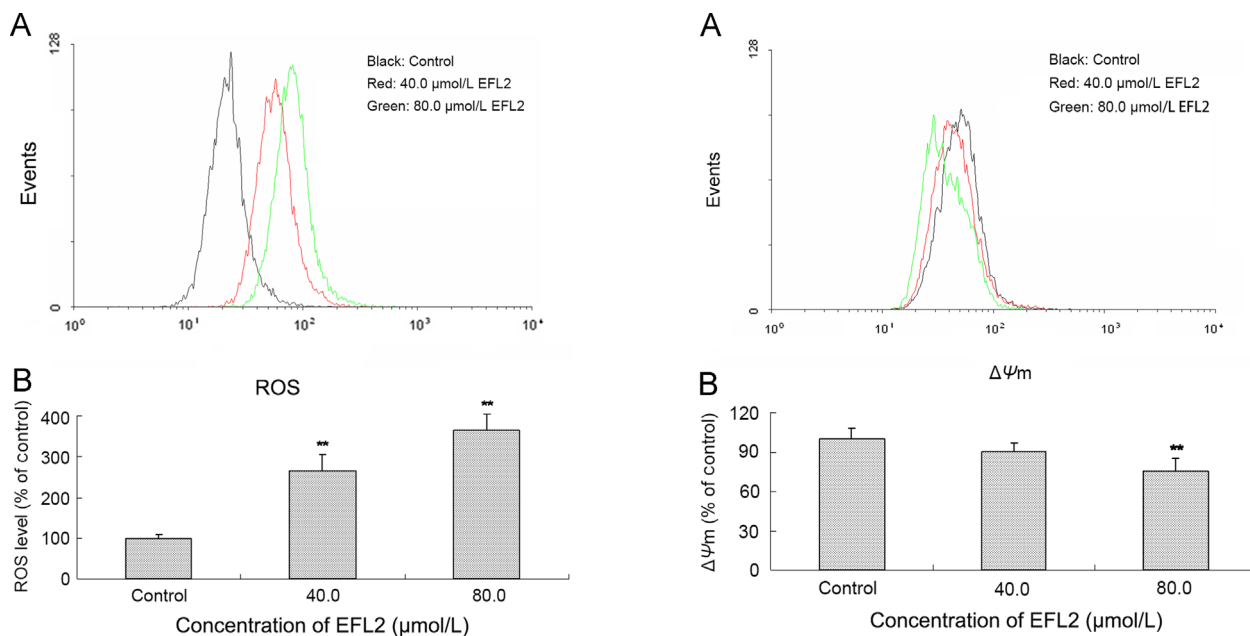 A
128
Events
0
Black: Control
Red: 40.0 µmol/L EFL2
Green: 80.0 µmol/L EFL2
10⁰ 10¹ 10² 10³ 10⁴
ROS
B
ROS level (% of control)
400
300
200
100
0
**
**
Control 40.0 80.0
Concentration of EFL2 (µmol/L)
A
128
Events
0
Black: Control
Red: 40.0 µmol/L EFL2
Green: 80.0 µmol/L EFL2
10⁰ 10¹ 10² 10³ 10⁴
ΔΨm
B
ΔΨm (% of control)
120
90
60
30
0
**
Control 40.0 80.0
Concentration of EFL2 (µmol/L)